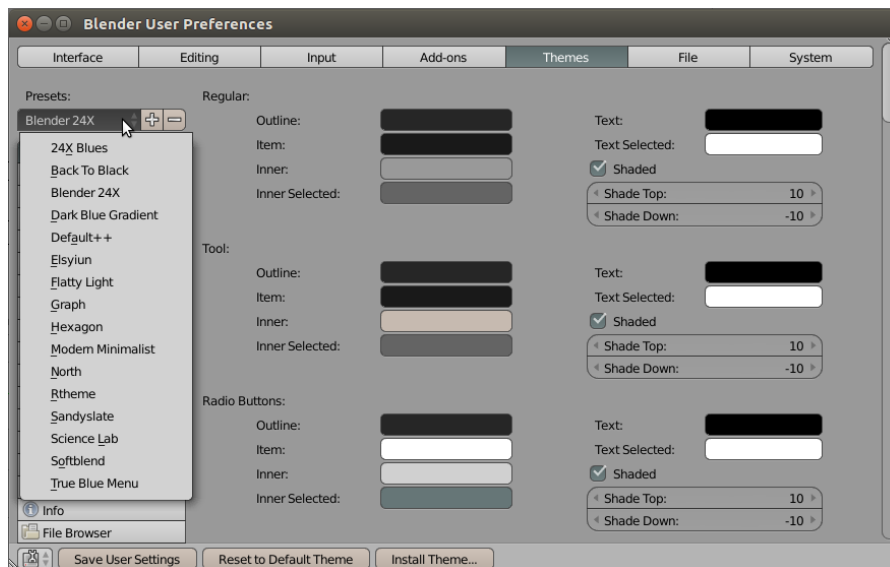 Blender User Preferences
Interface
Editing
Input
Add-ons
Themes
File
System
Presets:
Blender 24X
24X Blues
Back To Black
Blender 24X
Dark Blue Gradient
Default++
Elsyiun
Flatty Light
Graph
Hexagon
Modern Minimalist
North
Rtheme
Sandyslate
Science Lab
Softblend
True Blue Menu
Info
File Browser
Regular:
Outline:
Item:
Inner:
Inner Selected:
Text:
Text Selected:
Shaded
Shade Top: 10
Shade Down: -10
Tool:
Outline:
Item:
Inner:
Inner Selected:
Text:
Text Selected:
Shaded
Shade Top: 10
Shade Down: -10
Radio Buttons:
Outline:
Item:
Inner:
Inner Selected:
Text:
Text Selected:
Shaded
Shade Top: 10
Shade Down: -10
Save User Settings
Reset to Default Theme
Install Theme...